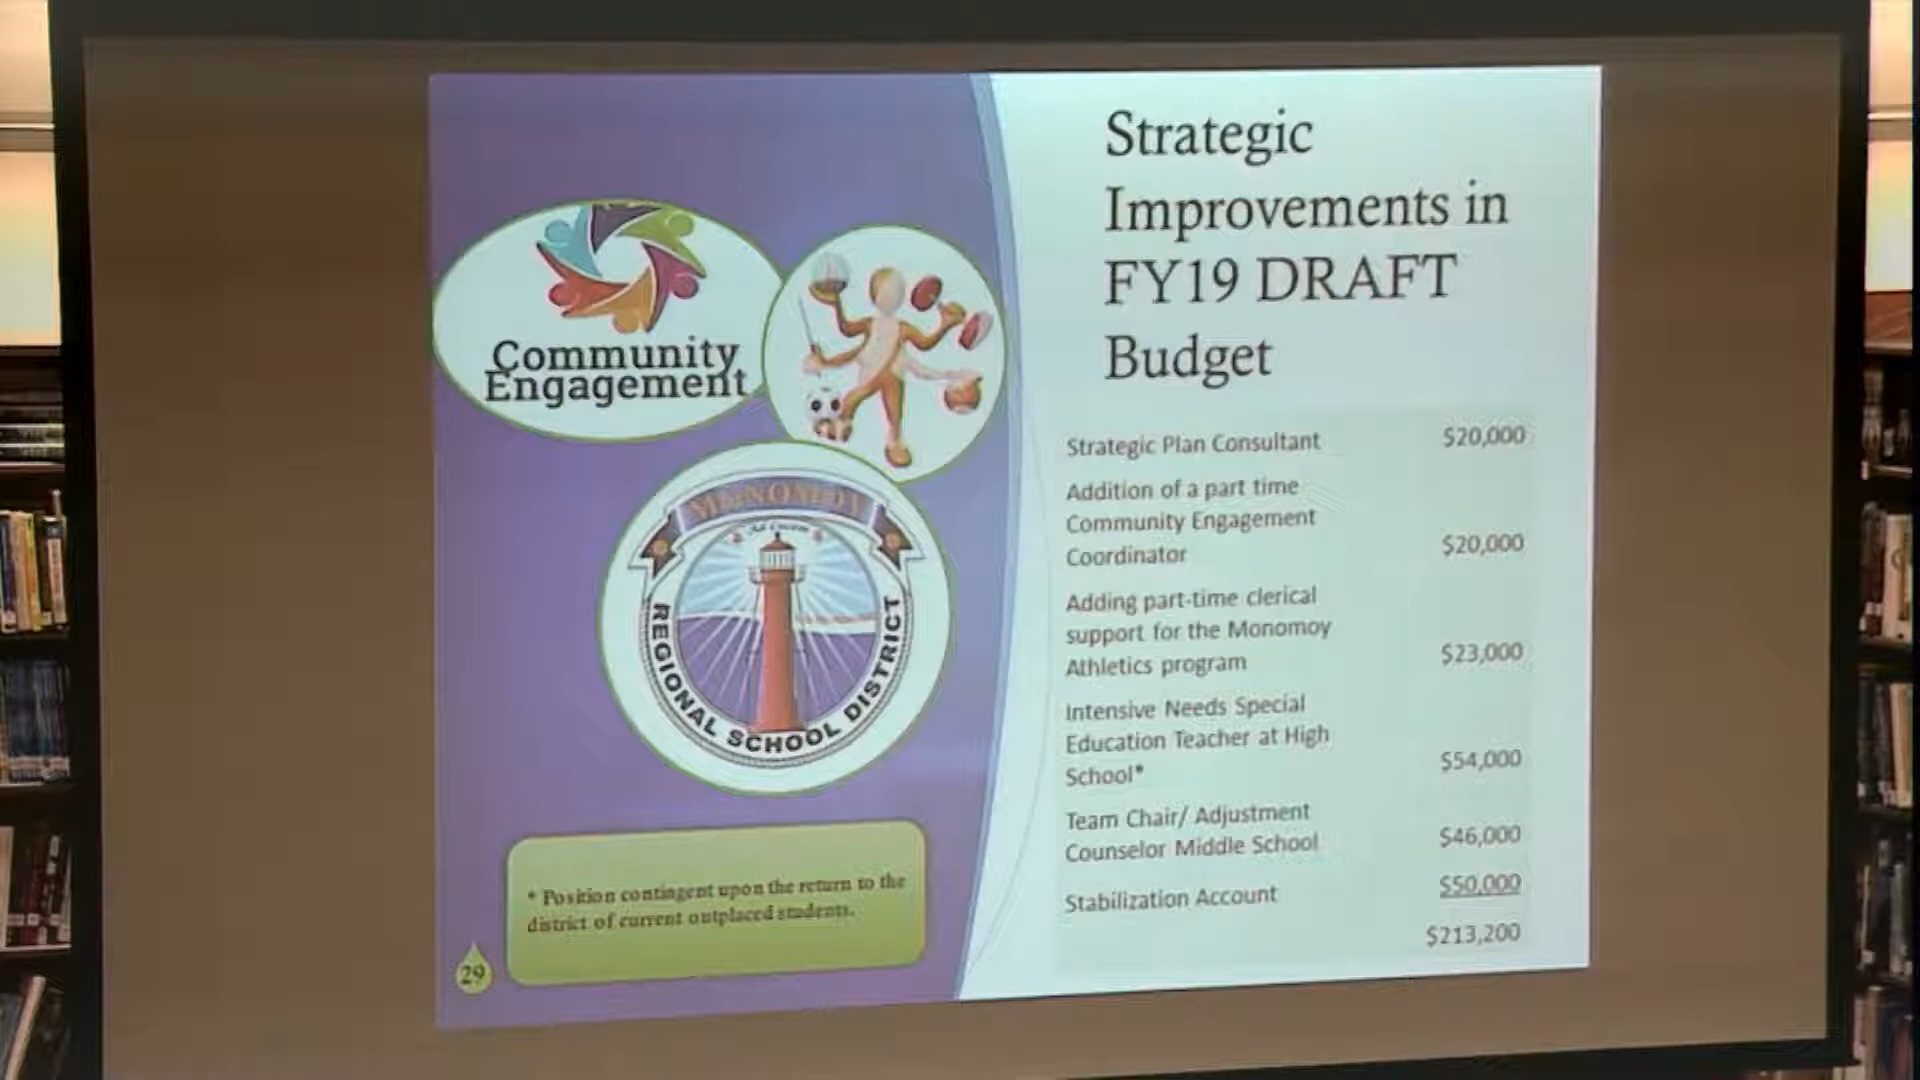 Community
Engagement
MONOMOY
REGIONAL SCHOOL DISTRICT
* Position contingent upon the return to the
district of current outplaced students.
29
Strategic
Improvements in
FY19 DRAFT
Budget
Strategic Plan Consultant $20,000
Addition of a part time
Community Engagement
Coordinator $20,000
Adding part-time clerical
support for the Monomoy
Athletics program $23,000
Intensive Needs Special
Education Teacher at High
School* $54,000
Team Chair/ Adjustment
Counselor Middle School $46,000
Stabilization Account $50,000
$213,200